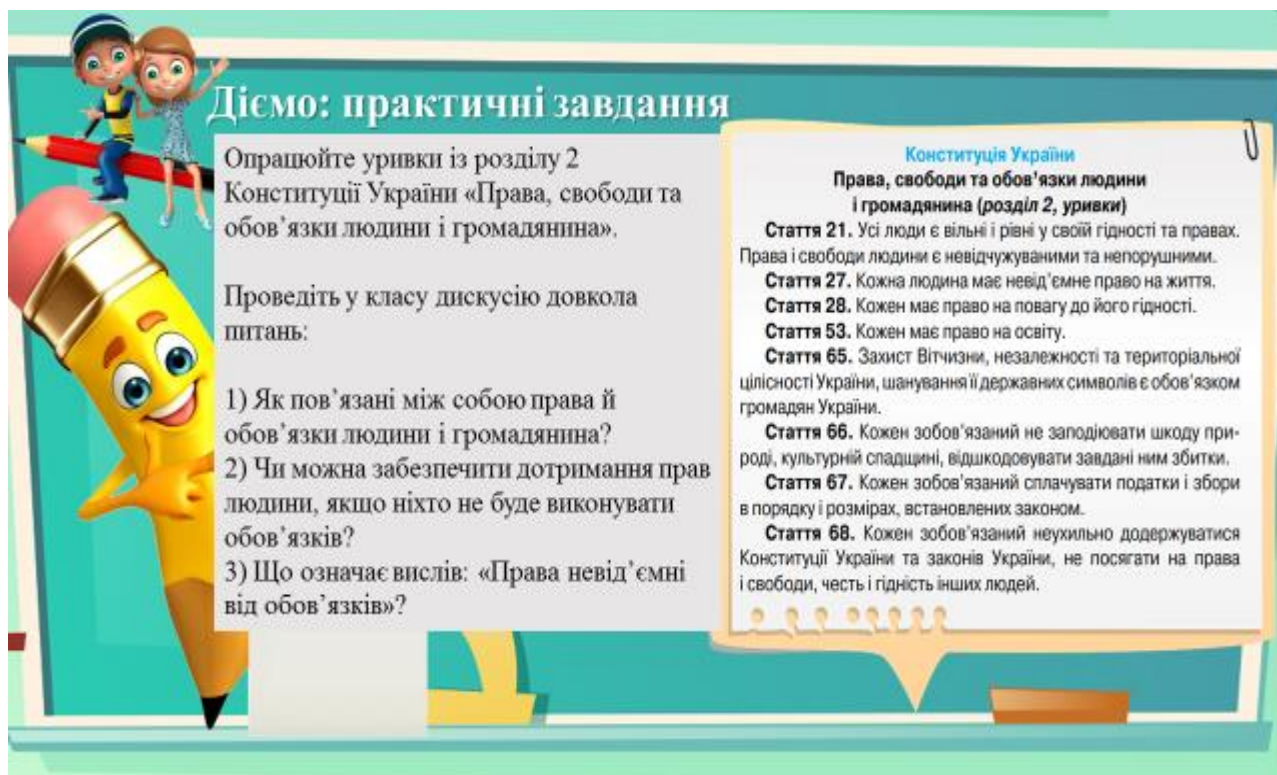 Діємо: практичні завдання
Опрацюйте уривки із розділу 2
Конституції України «Права, свободи та
обов’язки людини і громадянина».
Проведіть у класу дискусію довкола
питань:
1) Як пов’язані між собою права й
обов’язки людини і громадянина?
2) Чи можна забезпечити дотримання прав
людини, якщо ніхто не буде виконувати
обов’язків?
3) Що означає вислів: «Права невід’ємні
від обов’язків»?
Конституція України
Права, свободи та обов’язки людини
і громадянина (розділ 2, уривки)
Стаття 21. Усі люди є вільні і рівні у своїй гідності та правах.
Права і свободи людини є невідчужуваними та непорушними.
Стаття 27. Кожна людина має невід’ємне право на життя.
Стаття 28. Кожен має право на повагу до його гідності.
Стаття 53. Кожен має право на освіту.
Стаття 65. Захист Вітчизни, незалежності та територіальної
цілісності України, шанування її державних символів є обов’язком
громадян України.
Стаття 66. Кожен зобов’язаний не заподіювати шкоду при-
роді, культурній спадщині, відшкодовувати завдані ним збитки.
Стаття 67. Кожен зобов’язаний сплачувати податки і збори
в порядку і розмірах, встановлених законом.
Стаття 68. Кожен зобов’язаний неухильно додержуватися
Конституції України та законів України, не посягати на права
і свободи, честь і гідність інших людей.